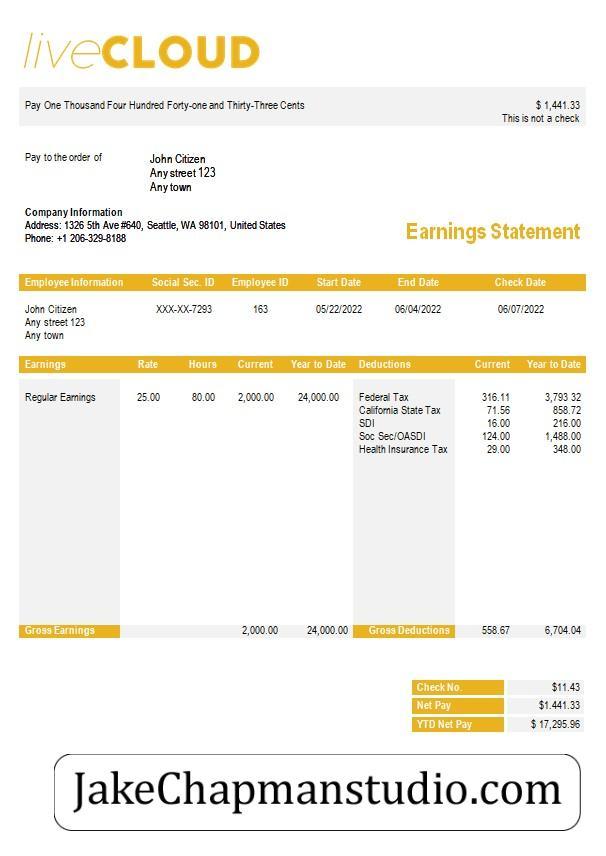 liveCLOUD
Pay One Thousand Four Hundred Forty-one and Thirty-Three Cents $ 1,441.33
This is not a check
Pay to the order of John Citizen
Any street 123
Any town
Company Information
Address: 1326 5th Ave #640, Seattle, WA 98101, United States
Phone: +1 206-329-8188
Earnings Statement
Employee Information Social Sec. ID Employee ID Start Date End Date Check Date
John Citizen XXX-XX-7293 163 05/22/2022 06/04/2022 06/07/2022
Any street 123
Any town
Earnings Rate Hours Current Year to Date Deductions Current Year to Date
Regular Earnings 25.00 80.00 2,000.00 24,000.00 Federal Tax 316.11 3,793 32
California State Tax 71.56 858.72
SDI 16.00 216.00
Soc Sec/OASDI 124.00 1,488.00
Health Insurance Tax 29.00 348.00
Gross Earnings 2,000.00 24,000.00 Gross Deductions 558.67 6,704.04
Check No. $11.43
Net Pay $1.441.33
YTD Net Pay $ 17,295.96
JakeChapmanstudio.com